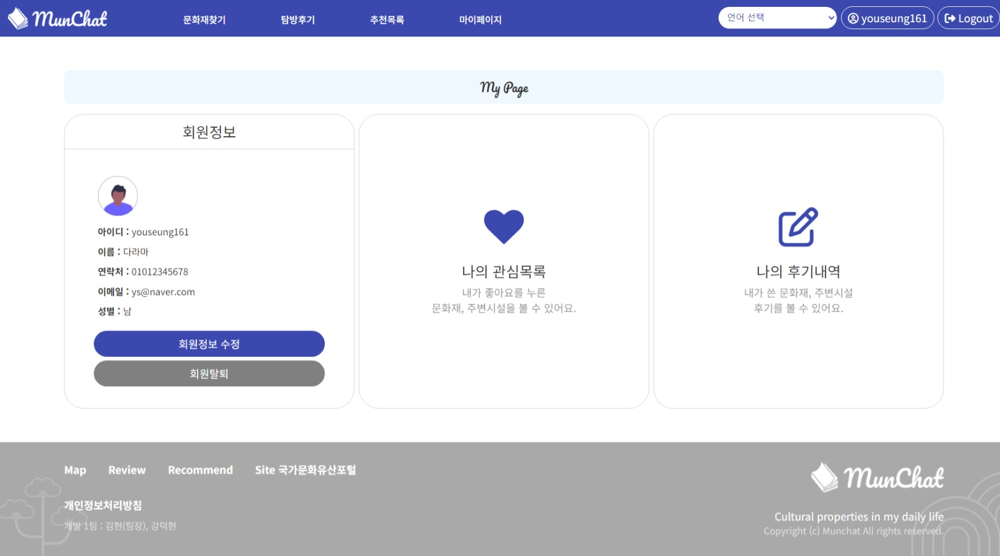 MunChat
문화재찾기 탐방후기 추천목록 마이페이지 언어 선택 youseung161 Logout
My Page
회원정보
아이디 : youseung161
이름 : 다라마
연락처 : 01012345678
이메일 : ys@naver.com
성별 : 남
회원정보 수정
회원탈퇴
나의 관심목록
내가 좋아요를 누른
문화재, 주변시설을 볼 수 있어요.
나의 후기내역
내가 쓴 문화재, 주변시설
후기를 볼 수 있어요.
Map Review Recommend Site 국가문화유산포털
개인정보처리방침
개발 1팀 : 김현(팀장), 강덕현
MunChat
Cultural properties in my daily life
Copyright (c) Munchat All rights reserved.